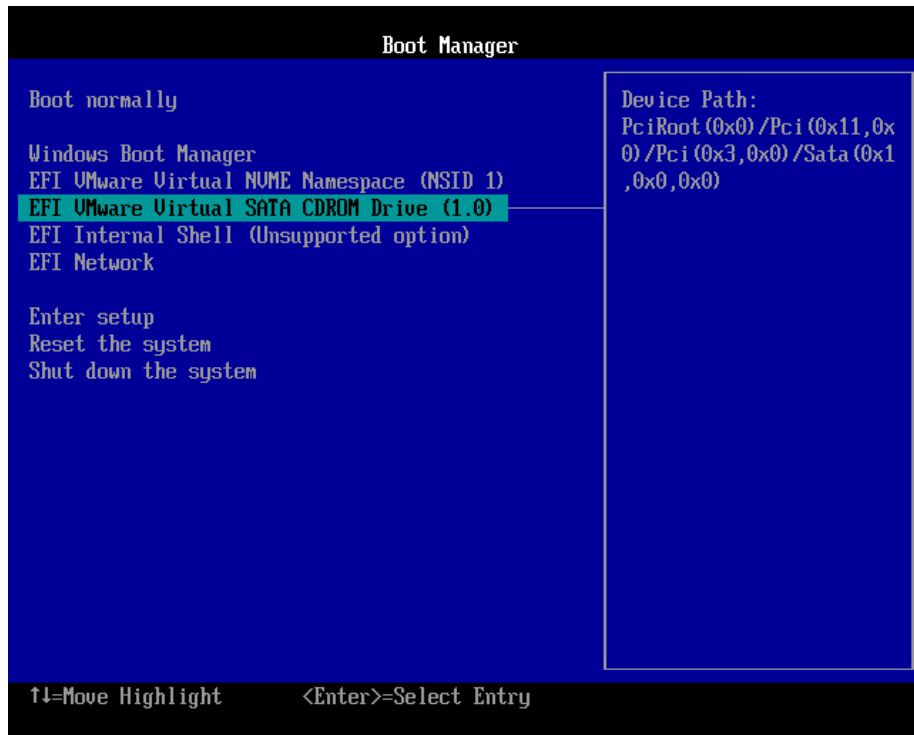 Boot Manager
Boot normally
Windows Boot Manager
EFI VMware Virtual NVME Namespace (NSID 1)
EFI VMware Virtual SATA CDROM Drive (1.0)
EFI Internal Shell (Unsupported option)
EFI Network
Enter setup
Reset the system
Shut down the system
Device Path:
PciRoot(0x0)/Pci(0x11,0x
0)/Pci(0x3,0x0)/Sata(0x1
,0x0,0x0)
↑↓=Move Highlight <Enter>=Select Entry